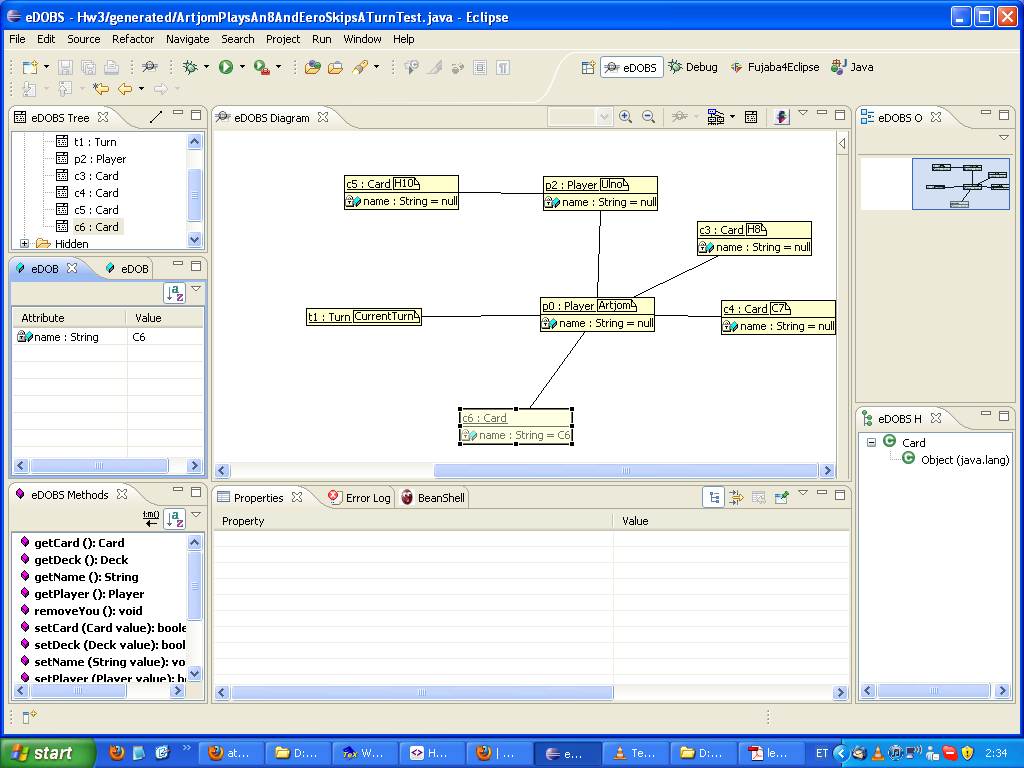 eDOBS - Hw3/generated/ArtjomPlaysAn8AndEeroSkipsATurnTest.java - Eclipse
File Edit Source Refactor Navigate Search Project Run Window Help
eDOBS Debug Fujaba4Eclipse Java
eDOBS Tree
t1 : Turn
p2 : Player
c3 : Card
c4 : Card
c5 : Card
c6 : Card
Hidden
eDOB eDOB
Attribute Value
name : String C6
eDOBS Methods
getCard (): Card
getDeck (): Deck
getName (): String
getPlayer (): Player
removeYou (): void
setCard (Card value): boole
setDeck (Deck value): bool
setName (String value): vo
setPlayer (Player value): b
eDOBS Diagram
c5 : Card H10
name : String = null
p2 : Player Ulno
name : String = null
c3 : Card H8
name : String = null
p0 : Player Artjom
name : String = null
t1 : Turn CurrentTurn
c4 : Card C7
name : String = null
c6 : Card
name : String = C6
Properties Error Log BeanShell
Property Value
eDOBS O
eDOBS H
Card
Object (java.lang)
start at... D:... W... H... | ... e... Te... D:... le... ET 2:34